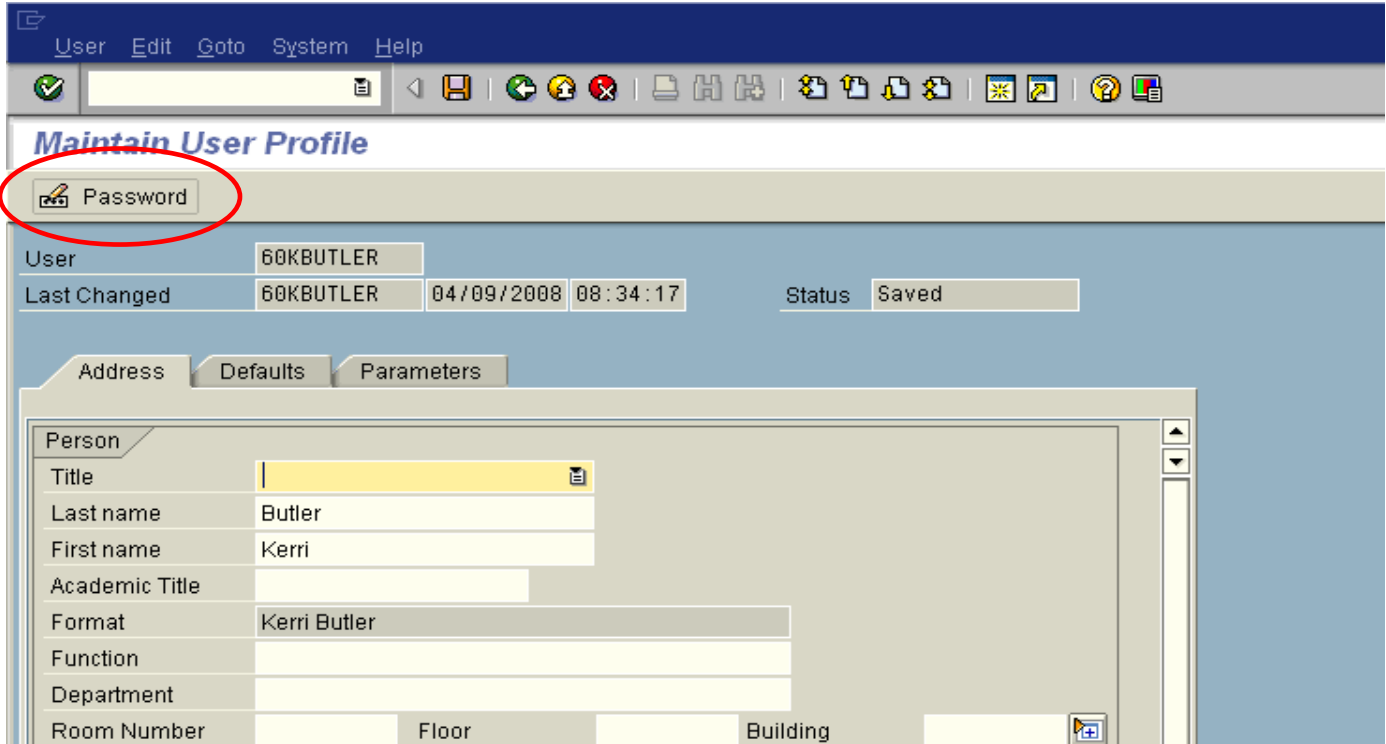 User Edit Goto System Help
Maintain User Profile
Password
User 60KBUTLER
Last Changed 60KBUTLER 04/09/2008 08:34:17 Status Saved
Address Defaults Parameters
Person
Title
Last name Butler
First name Kerri
Academic Title
Format Kerri Butler
Function
Department
Room Number Floor Building